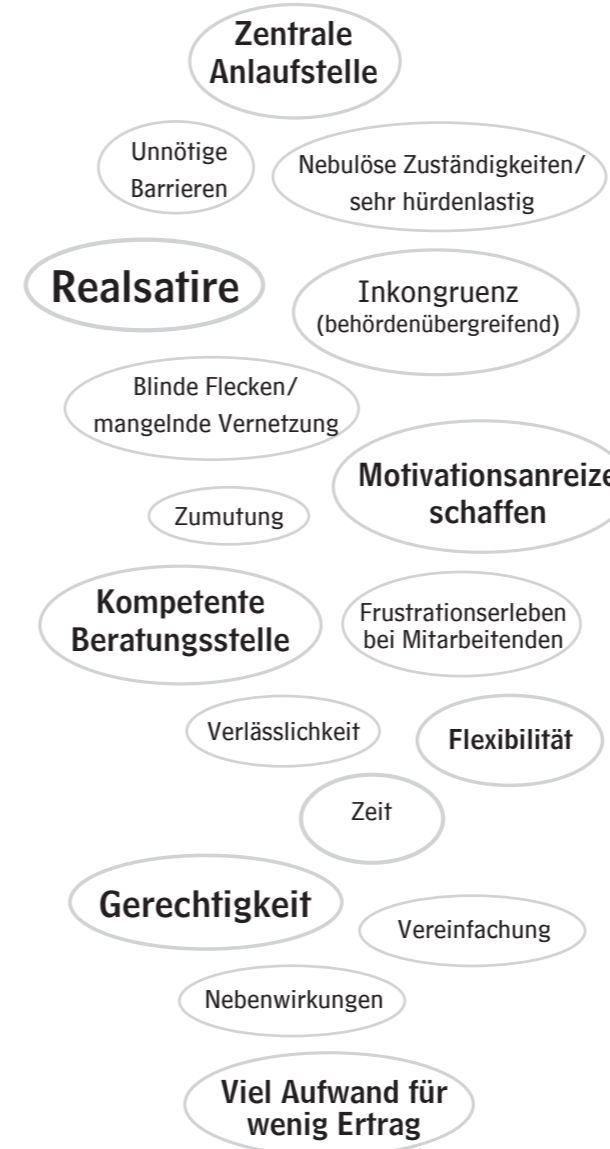 Zentrale
Anlaufstelle
Unnötige
Barrieren
Nebulöse Zuständigkeiten/
sehr hürdenlastig
Realsatire
Inkongruenz
(behördenübergreifend)
Blinde Flecken/
mangelnde Vernetzung
Motivationsanreize
schaffen
Zumutung
Kompetente
Beratungsstelle
Frustrationserleben
bei Mitarbeitenden
Verlässlichkeit
Flexibilität
Zeit
Gerechtigkeit
Vereinfachung
Nebenwirkungen
Viel Aufwand für
wenig Ertrag